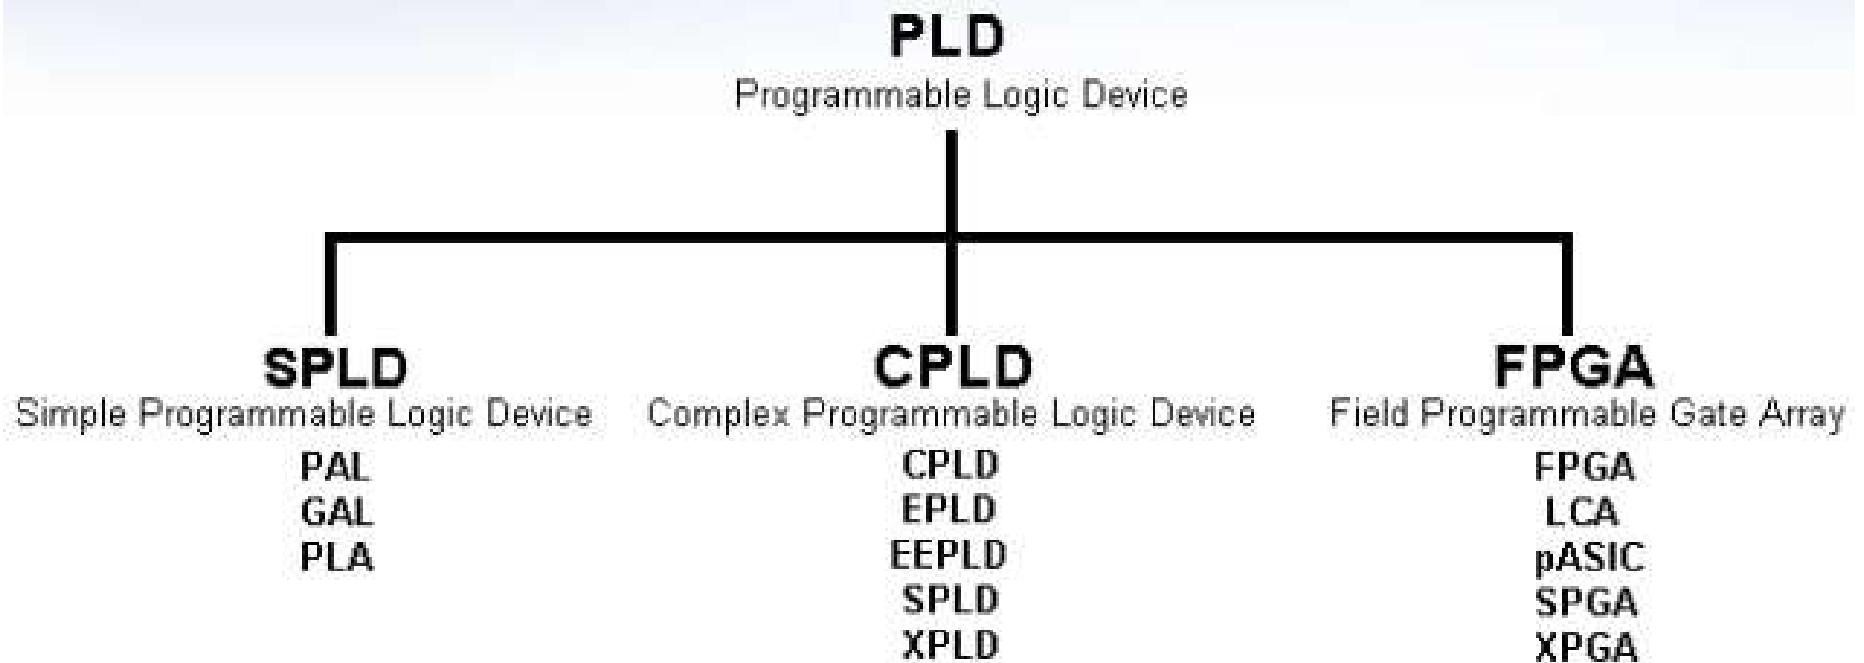 PLD
Programmable Logic Device
SPLD
Simple Programmable Logic Device
PAL
GAL
PLA
CPLD
Complex Programmable Logic Device
CPLD
EPLD
EEPLD
SPLD
XPLD
FPGA
Field Programmable Gate Array
FPGA
LCA
pASIC
SPGA
XPGA